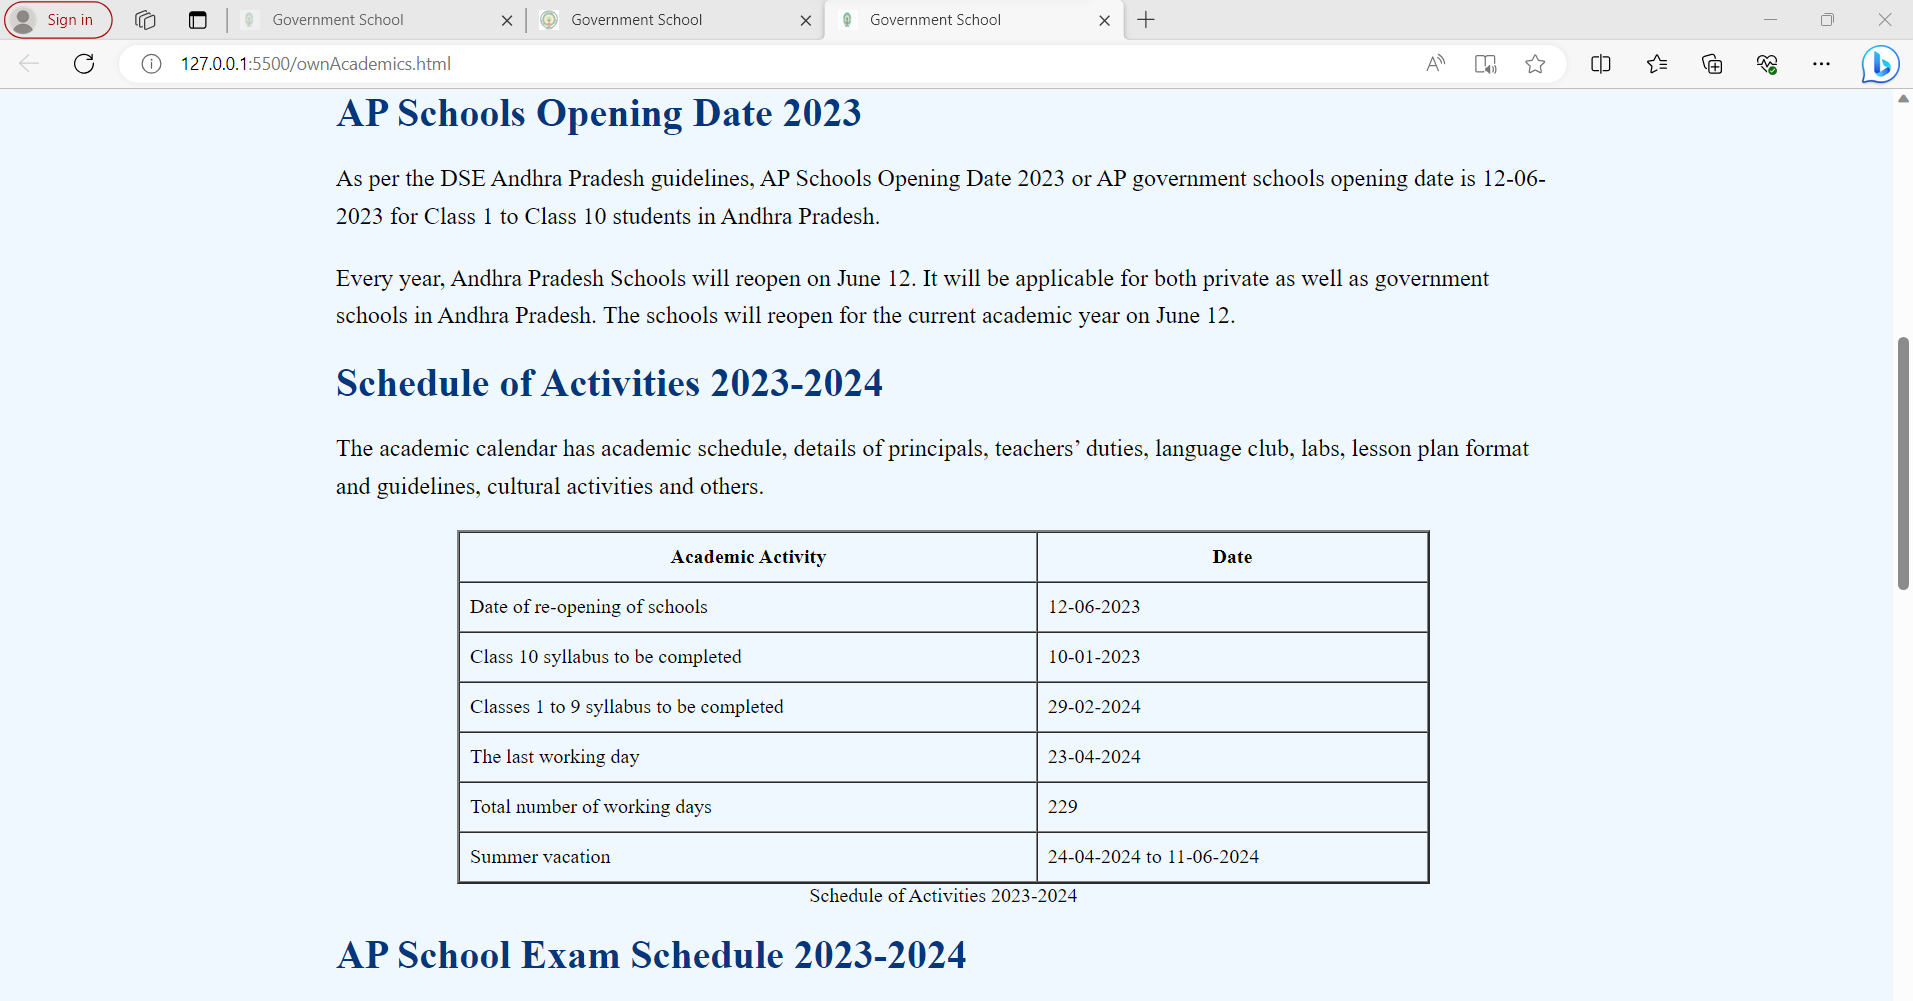 Sign in
Government School
Government School
Government School
127.0.0.1:5500/ownAcademics.html
AP Schools Opening Date 2023
As per the DSE Andhra Pradesh guidelines, AP Schools Opening Date 2023 or AP government schools opening date is 12-06-
2023 for Class 1 to Class 10 students in Andhra Pradesh.
Every year, Andhra Pradesh Schools will reopen on June 12. It will be applicable for both private as well as government
schools in Andhra Pradesh. The schools will reopen for the current academic year on June 12.
Schedule of Activities 2023-2024
The academic calendar has academic schedule, details of principals, teachers’ duties, language club, labs, lesson plan format
and guidelines, cultural activities and others.
Academic Activity Date
Date of re-opening of schools 12-06-2023
Class 10 syllabus to be completed 10-01-2023
Classes 1 to 9 syllabus to be completed 29-02-2024
The last working day 23-04-2024
Total number of working days 229
Summer vacation 24-04-2024 to 11-06-2024
Schedule of Activities 2023-2024
AP School Exam Schedule 2023-2024